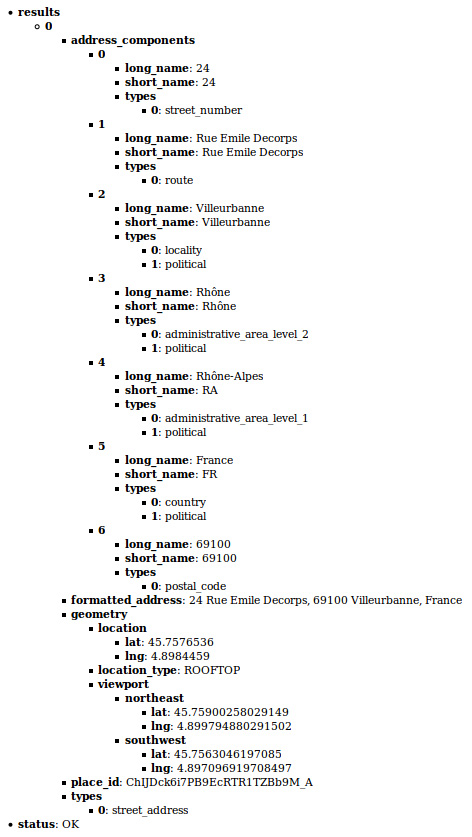 results
0
address_components
0
long_name: 24
short_name: 24
types
0: street_number
1
long_name: Rue Emile Decorps
short_name: Rue Emile Decorps
types
0: route
2
long_name: Villeurbanne
short_name: Villeurbanne
types
0: locality
1: political
3
long_name: Rhône
short_name: Rhône
types
0: administrative_area_level_2
1: political
4
long_name: Rhône-Alpes
short_name: RA
types
0: administrative_area_level_1
1: political
5
long_name: France
short_name: FR
types
0: country
1: political
6
long_name: 69100
short_name: 69100
types
0: postal_code
formatted_address: 24 Rue Emile Decorps, 69100 Villeurbanne, France
geometry
location
lat: 45.7576536
lng: 4.8984459
location_type: ROOFTOP
viewport
northeast
lat: 45.75900258029149
lng: 4.899794880291502
southwest
lat: 45.7563046197085
lng: 4.897096919708497
place_id: ChIJDck6i7PB9EcRTR1TZBb9M_A
types
0: street_address
status: OK